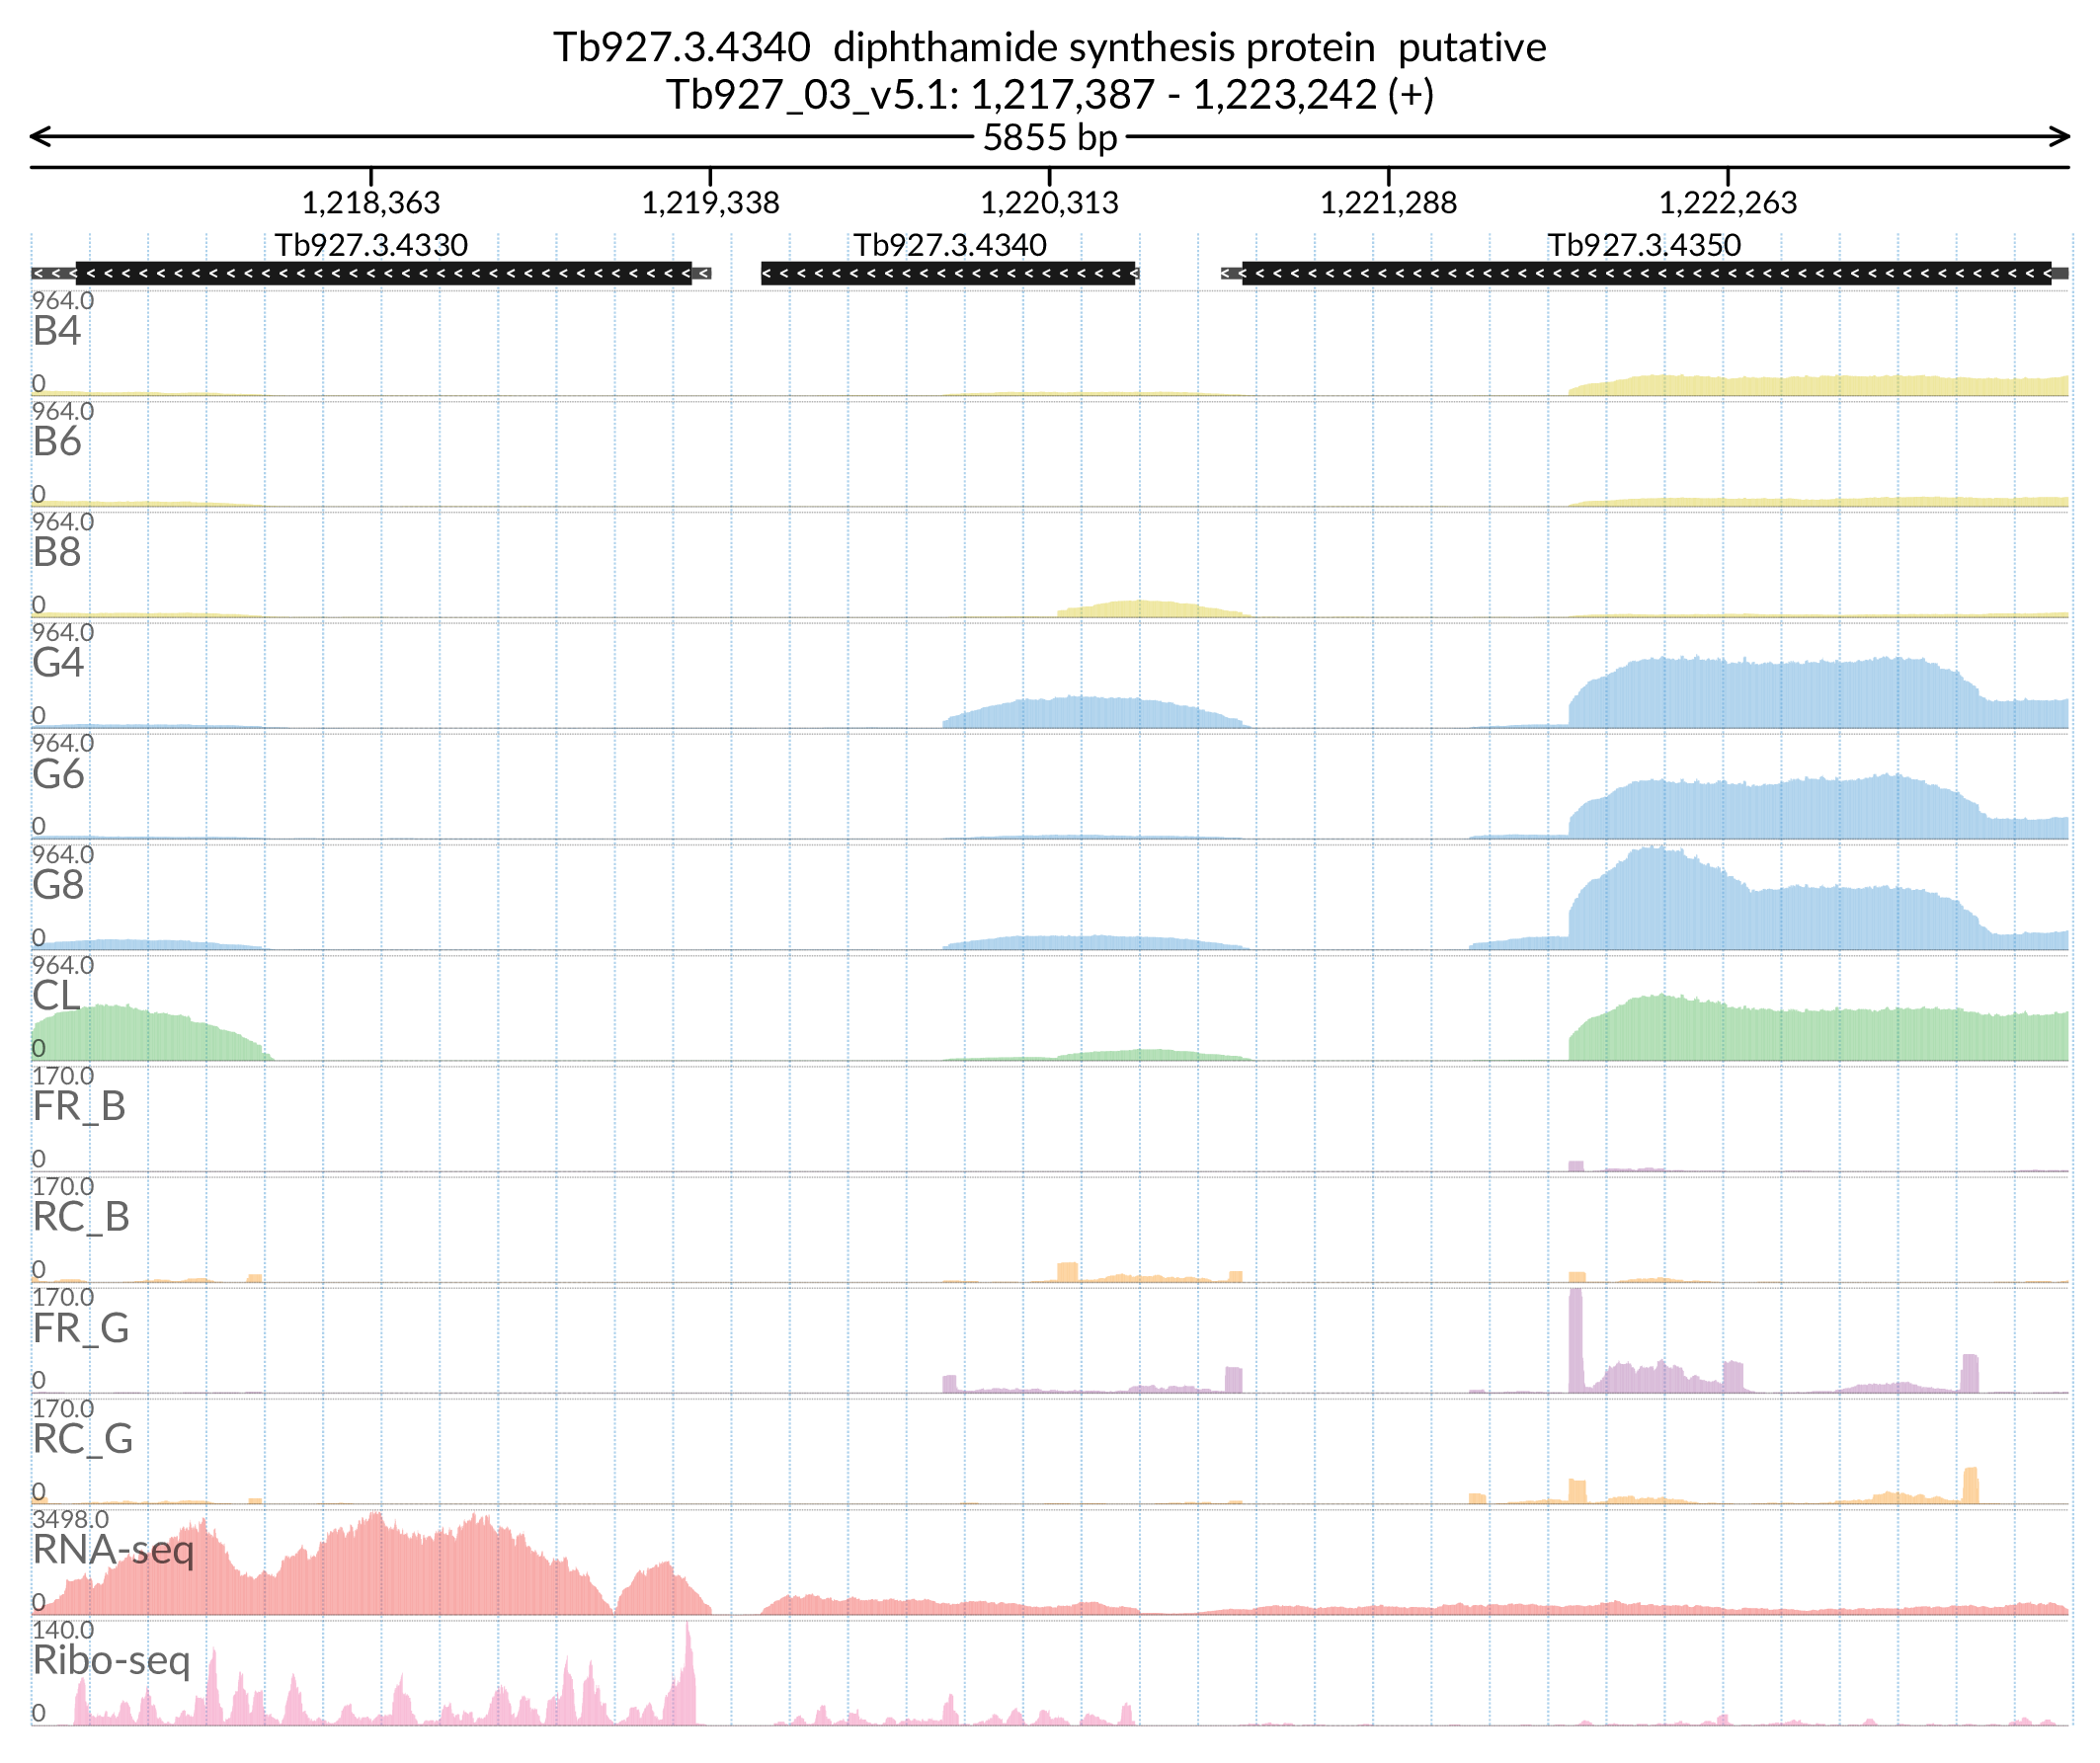 Tb927.3.4340  diphthamide synthesis protein  putative
Tb927_03_v5.1: 1,217,387 - 1,223,242 (+)
5855 bp
1,218,363 1,219,338 1,220,313 1,221,288 1,222,263
Tb927.3.4330 Tb927.3.4340 Tb927.3.4350
964.0
B4
0
964.0
B6
0
964.0
B8
0
964.0
G4
0
964.0
G6
0
964.0
G8
0
964.0
CL
0
170.0
FR_B
0
170.0
RC_B
0
170.0
FR_G
0
170.0
RC_G
0
3498.0
RNA-seq
0
140.0
Ribo-seq
0